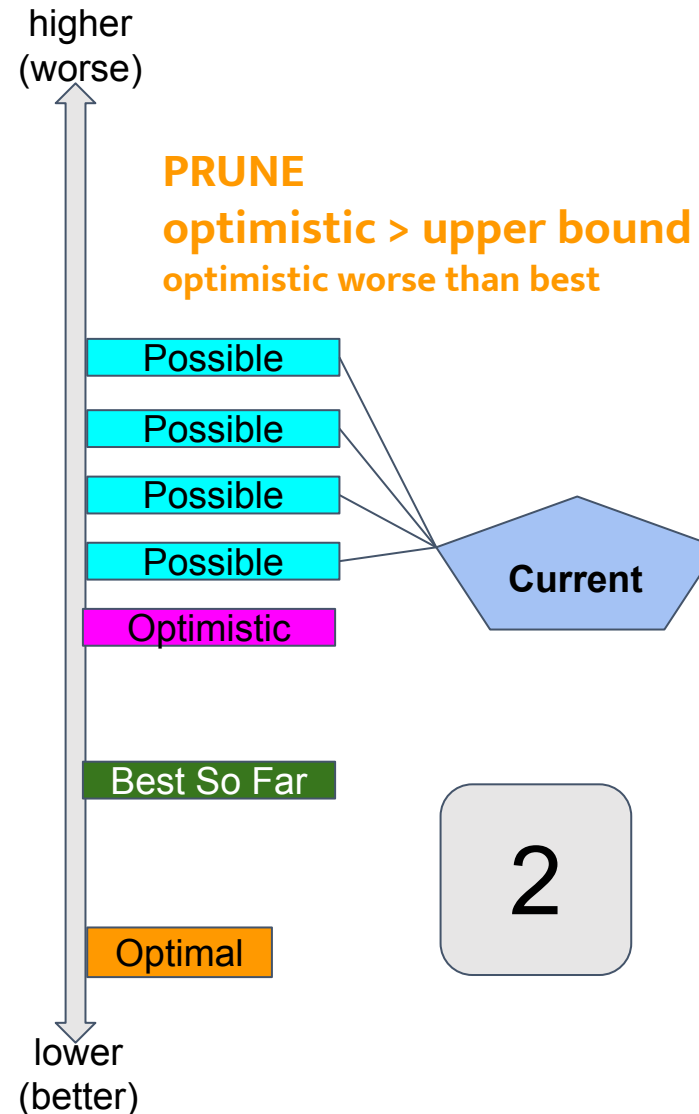 higher
(worse)
PRUNE
optimistic > upper bound
optimistic worse than best
Possible
Possible
Possible
Possible
Current
Optimistic
Best So Far
2
Optimal
lower
(better)